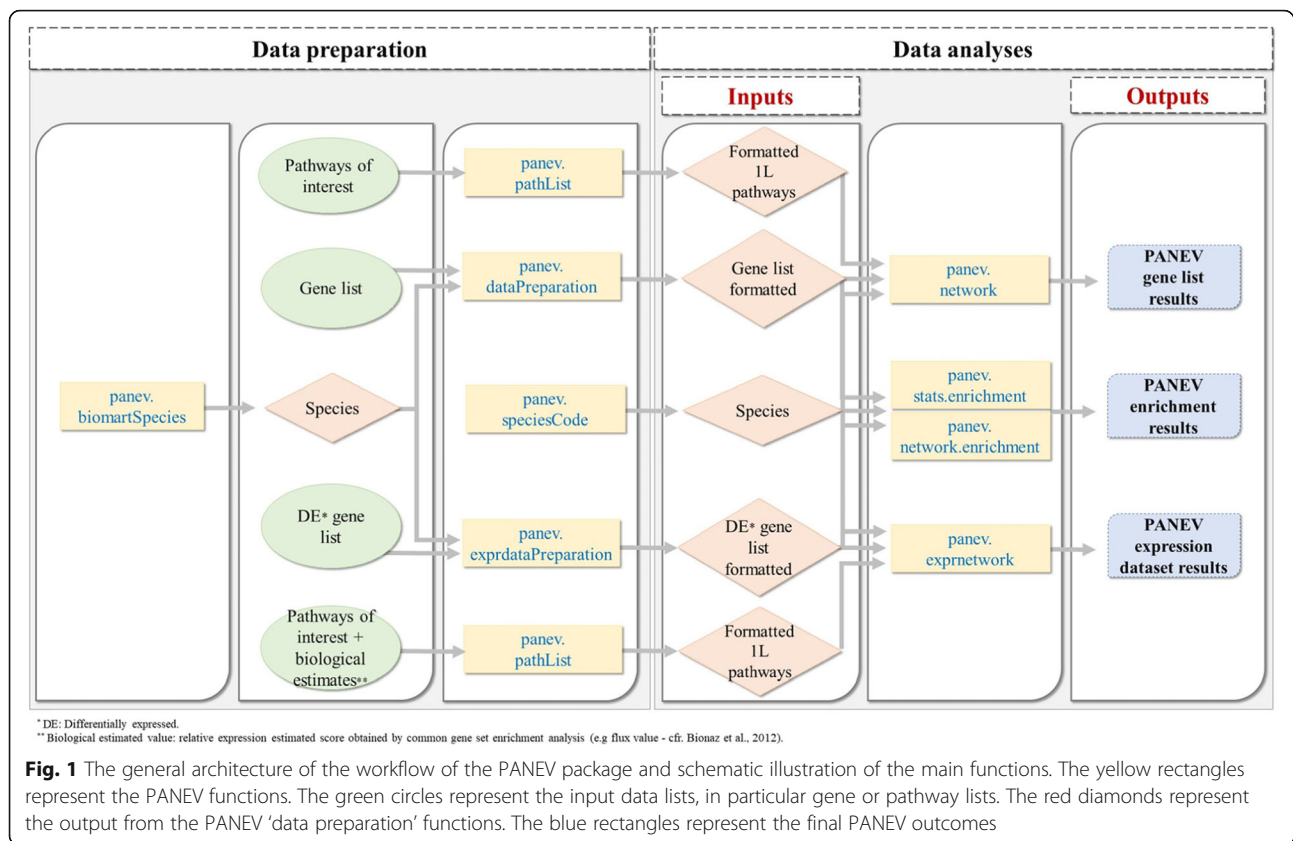 Data preparation
Data analyses
Inputs
Outputs
Pathways of
interest
panev.
pathList
Formatted
1L
pathways
Gene list
panev.
dataPreparation
Gene list
formatted
panev.
network
PANEV
gene list
results
panev.
biomartSpecies
Species
panev.
speciesCode
Species
panev.
stats.enrichment
panev.
network.enrichment
PANEV
enrichment
results
DE* gene
list
panev.
exprdataPreparation
DE* gene
list
formatted
panev.
exprnetwork
PANEV
expression
dataset results
Pathways of
interest +
biological
estimates**
panev.
pathList
Formatted
1L
pathways
* DE: Differentially expressed.
** Biological estimated value: relative expression estimated score obtained by common gene set enrichment analysis (e.g flux value - cfr. Bionaz et al., 2012).
Fig. 1 The general architecture of the workflow of the PANEV package and schematic illustration of the main functions. The yellow rectangles
represent the PANEV functions. The green circles represent the input data lists, in particular gene or pathway lists. The red diamonds represent
the output from the PANEV ‘data preparation’ functions. The blue rectangles represent the final PANEV outcomes